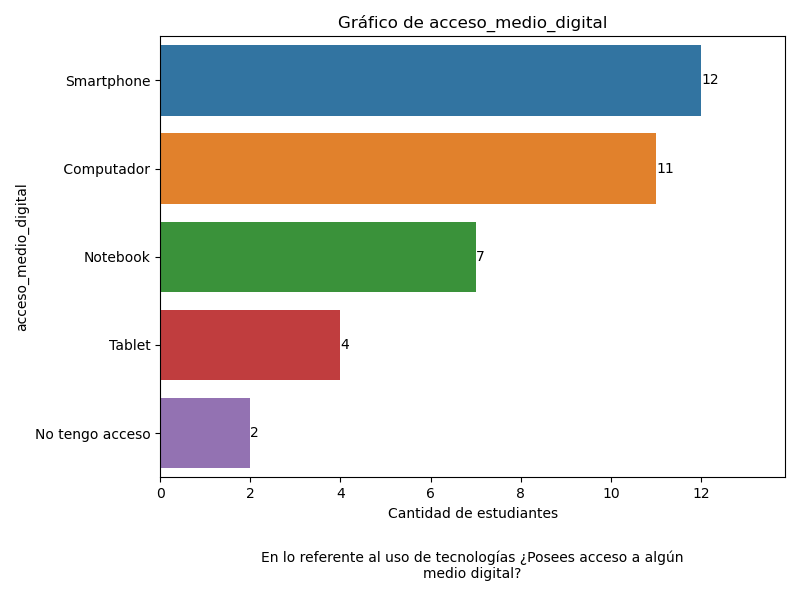 Gráfico de acceso_medio_digital
acceso_medio_digital
Smartphone
12
Computador
11
Notebook
7
Tablet
4
No tengo acceso
2
0 2 4 6 8 10 12
Cantidad de estudiantes
En lo referente al uso de tecnologías ¿Posees acceso a algún
medio digital?